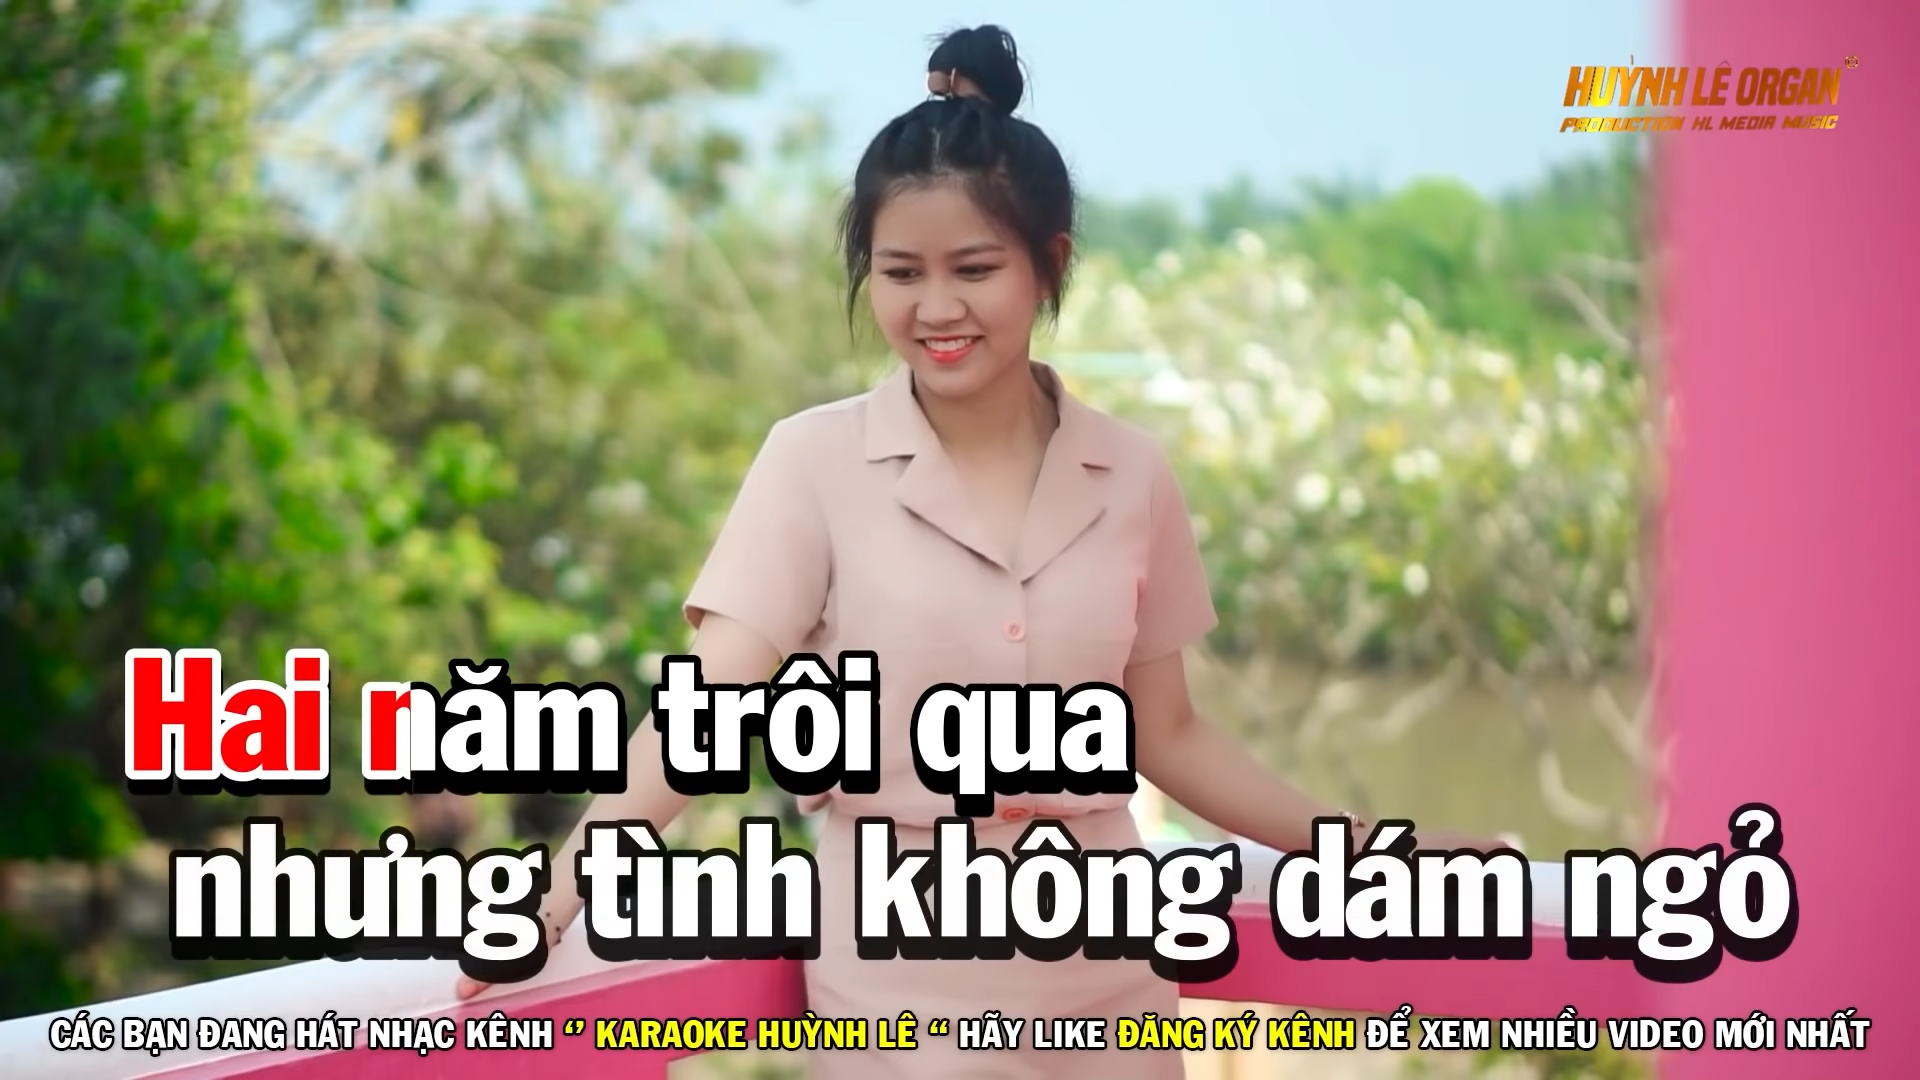 HUỲNH LÊ ORGAN
PRODUCTION HL MEDIA MUSIC
Hai năm trôi qua
nhưng tình không dám ngỏ
CÁC BẠN ĐANG HÁT NHẠC KÊNH “ KARAOKE HUỲNH LÊ “ HÃY LIKE ĐĂNG KÝ KÊNH ĐỂ XEM NHIỀU VIDEO MỚI NHẤT